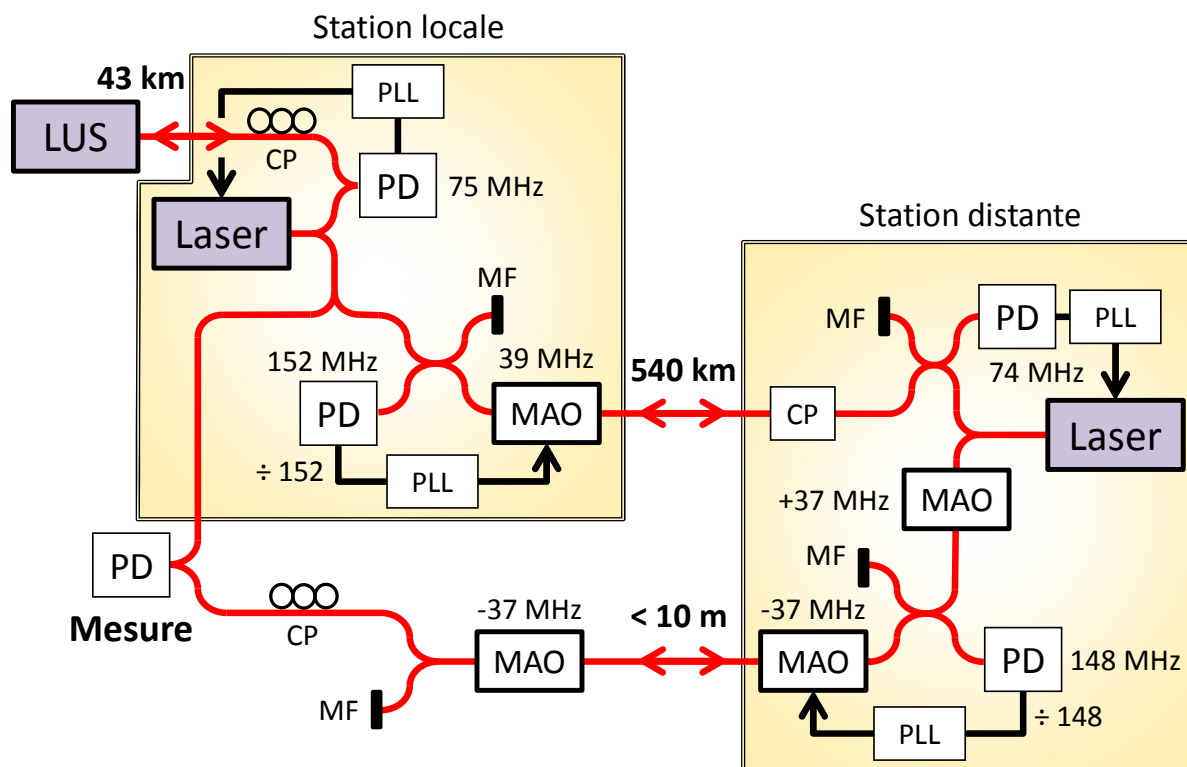 Station locale
43 km
LUS
CP
PLL
PD
75 MHz
Laser
MF
152 MHz
39 MHz
PD
MAO
÷ 152
PLL
540 km
Station distante
MF
PD
PLL
74 MHz
CP
Laser
+37 MHz
MAO
MF
-37 MHz
MAO
PD
148 MHz
÷ 148
PLL
< 10 m
PD
Mesure
CP
-37 MHz
MAO
MF